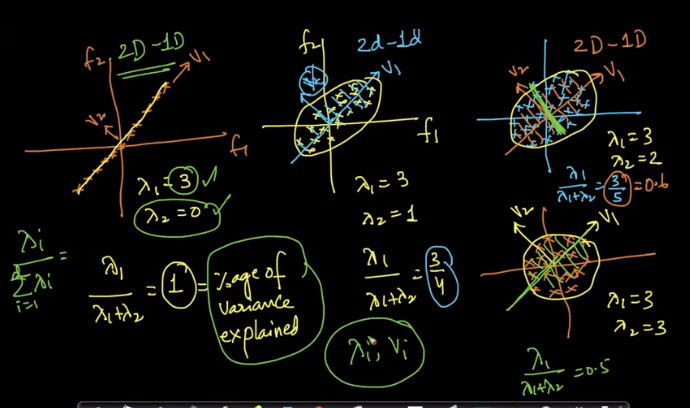 f₂
2D-1D
V₁
V₂
f₁
λ₁ = 3 ✓
λ₂ = 0 ✓
λi / Σ λi =
i=1
λ₁ / (λ₁+λ₂) = 1 = %age of
variance
explained
f₂
2d-1d
V₁
f₁
λ₁ = 3
λ₂ = 1
λ₁ / (λ₁+λ₂) = 3/4
λi, Vi
2D-1D
V₂
V₁
λ₁ = 3
λ₂ = 2
λ₁ / (λ₁+λ₂) = 3/5 = 0.6
V₂
V₁
λ₁ = 3
λ₂ = 3
λ₁ / (λ₁+λ₂) = 0.5